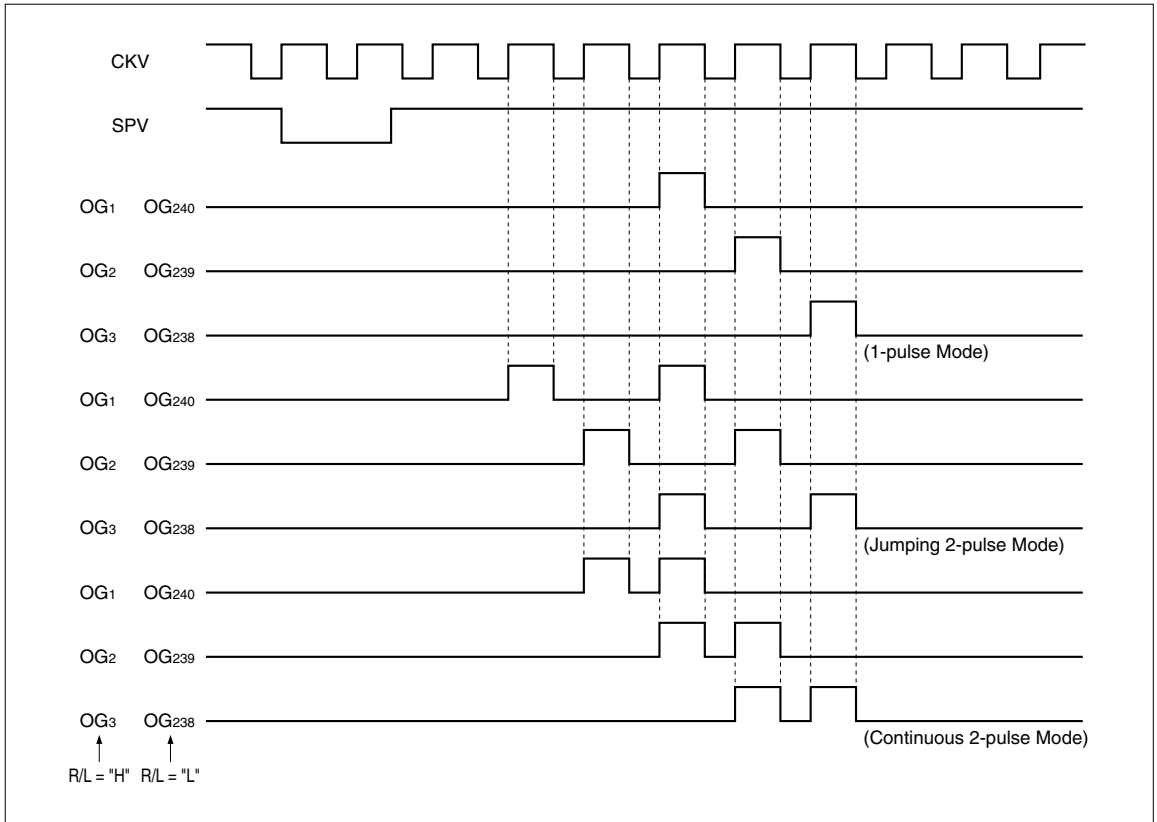 CKV
SPV
OG1 OG240
OG2 OG239
OG3 OG238
(1-pulse Mode)
OG1 OG240
OG2 OG239
OG3 OG238
(Jumping 2-pulse Mode)
OG1 OG240
OG2 OG239
OG3 OG238
(Continuous 2-pulse Mode)
R/L = "H" R/L = "L"